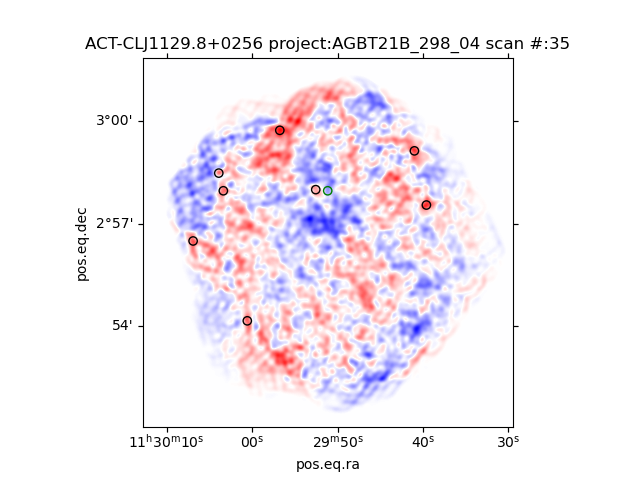 ACT-CLJ1129.8+0256 project:AGBT21B_298_04 scan #:35
3°00'
2°57'
54'
pos.eq.dec
11ʰ30ᵐ10ˢ 00ˢ 29ᵐ50ˢ 40ˢ 30ˢ
pos.eq.ra